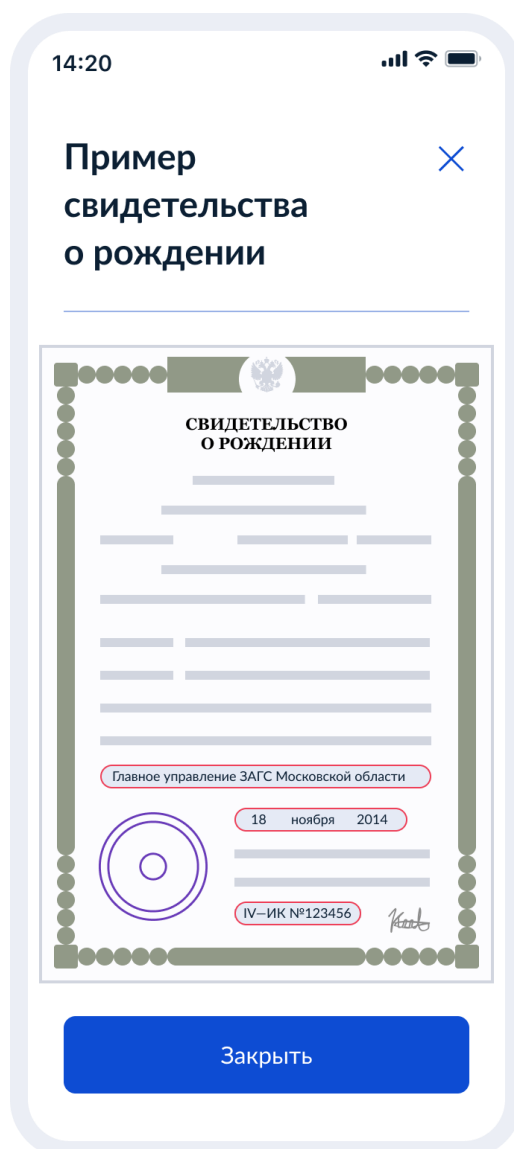 14:20
Пример
свидетельства
о рождении
СВИДЕТЕЛЬСТВО
О РОЖДЕНИИ
Главное управление ЗАГС Московской области
18 ноября 2014
IV—ИК №123456
Закрыть